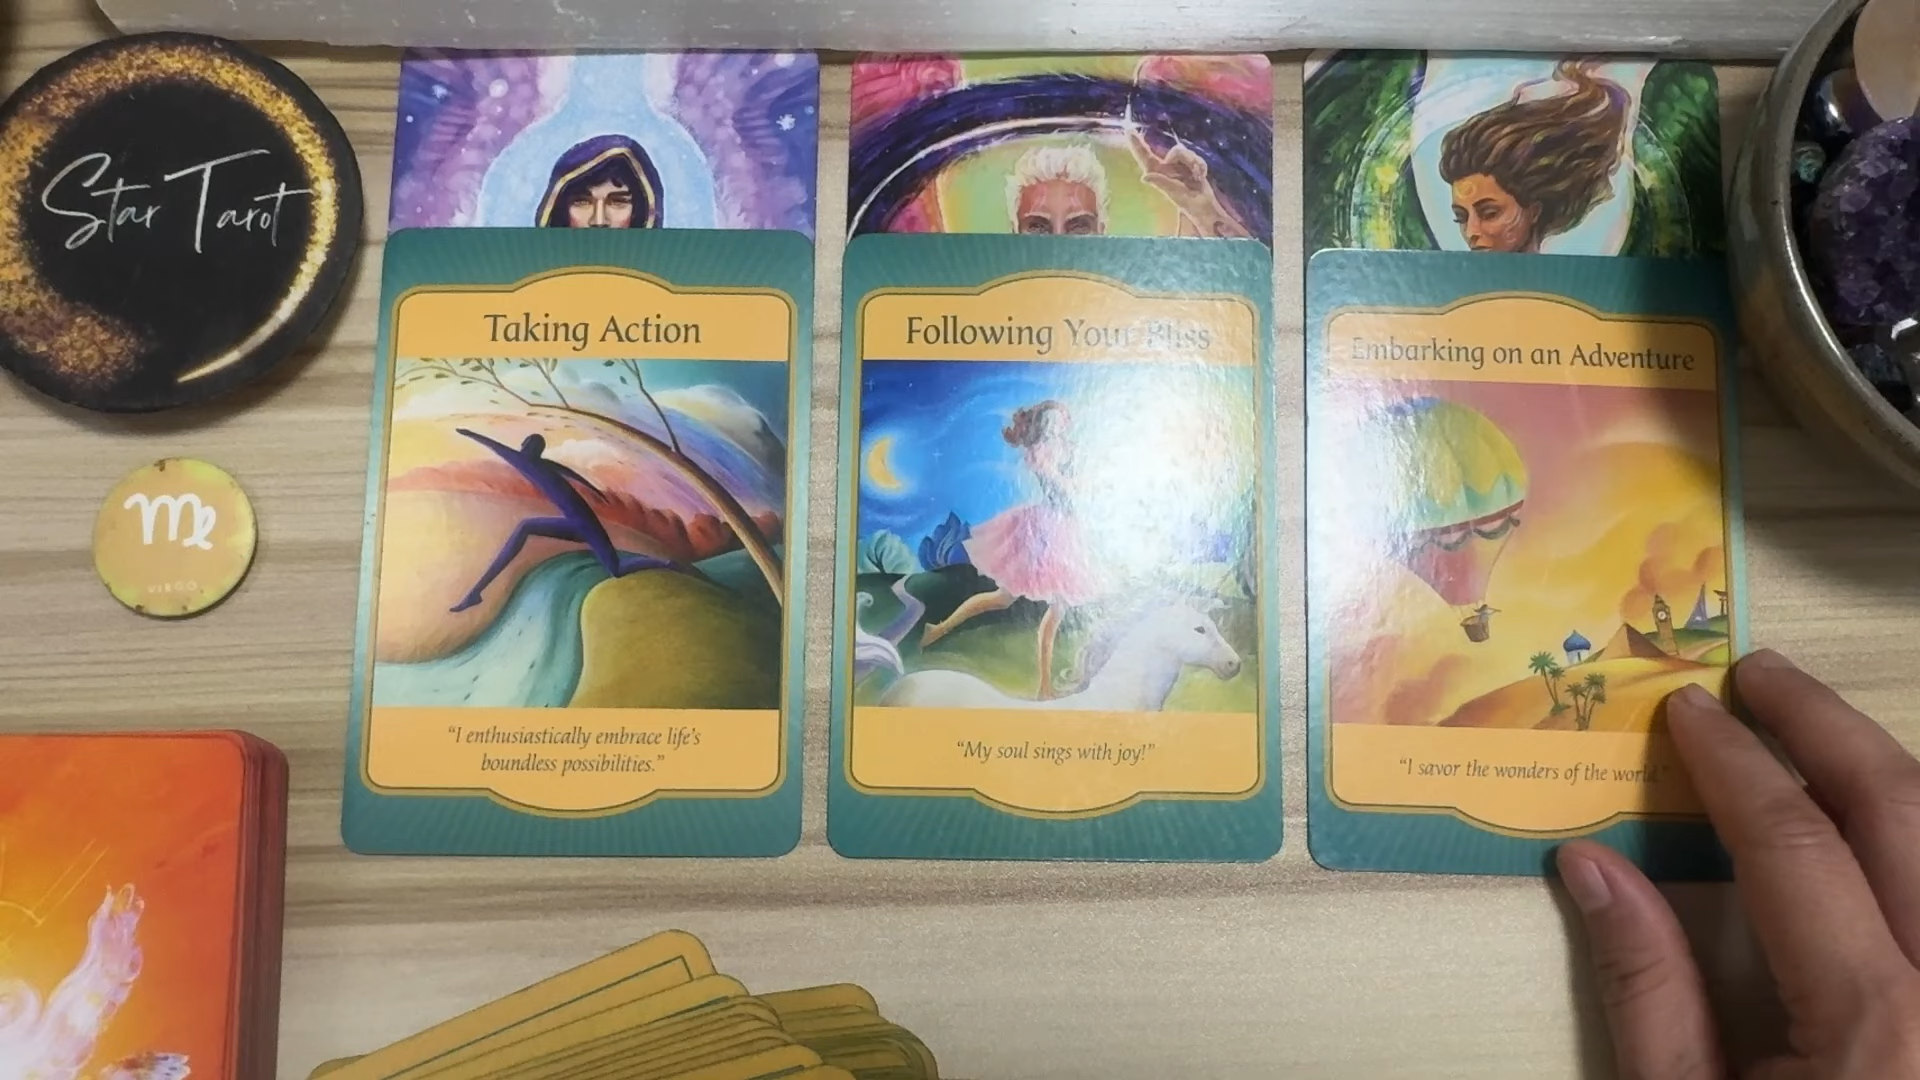 Star Tarot
VIRGO
Taking Action
"I enthusiastically embrace life's
boundless possibilities."
Following Your Bliss
"My soul sings with joy!"
Embarking on an Adventure
"I savor the wonders of the world."